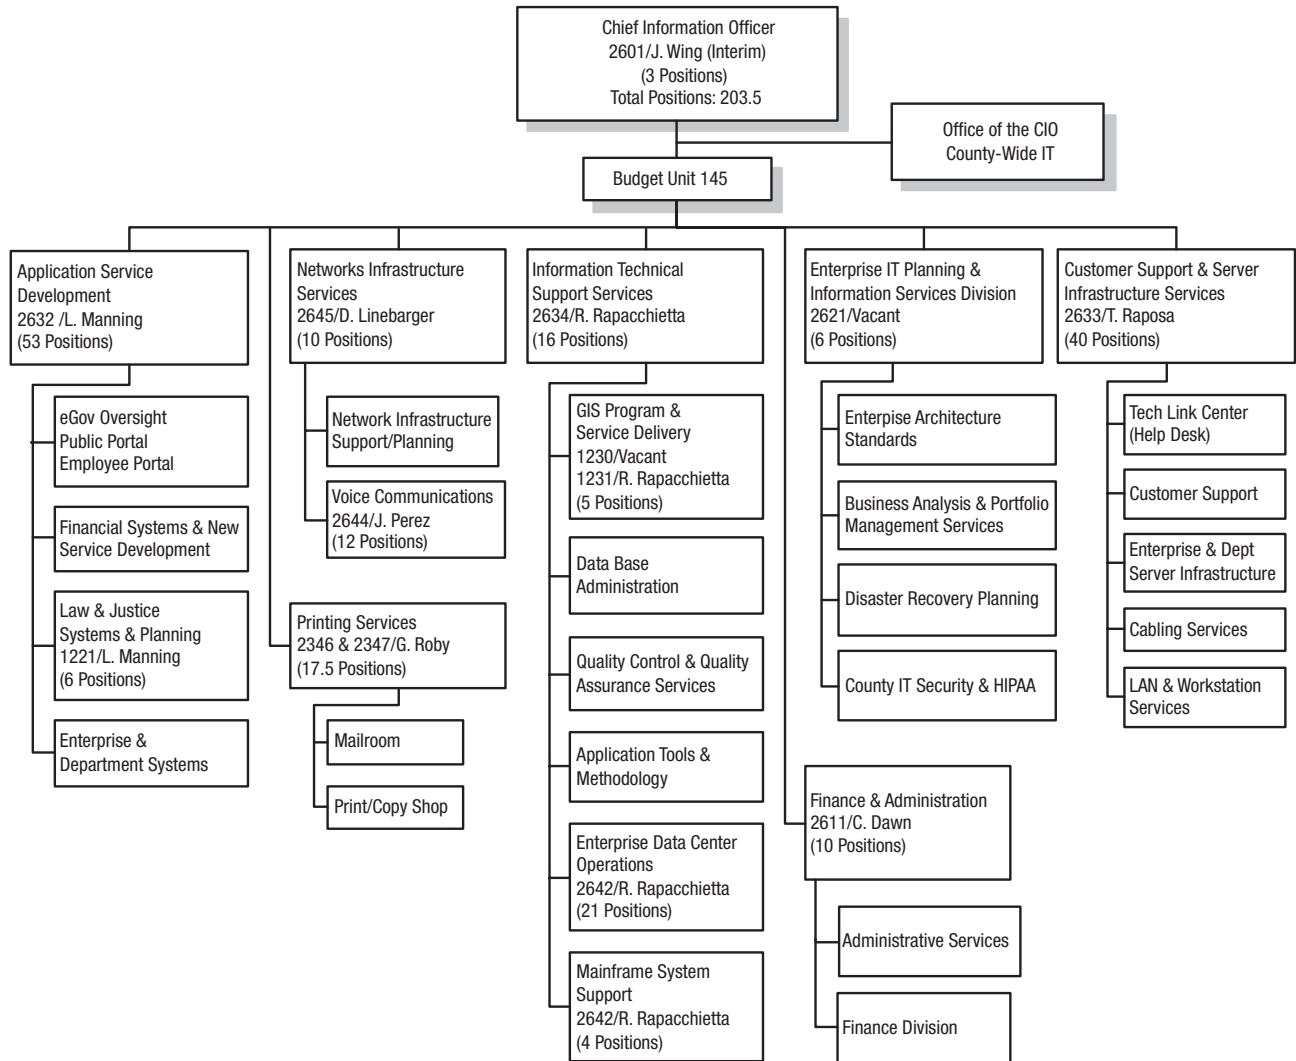 Chief Information Officer
2601/J. Wing (Interim)
(3 Positions)
Total Positions: 203.5
Office of the CIO
County-Wide IT
Budget Unit 145
Application Service
Development
2632 /L. Manning
(53 Positions)
eGov Oversight
Public Portal
Employee Portal
Financial Systems & New
Service Development
Law & Justice
Systems & Planning
1221/L. Manning
(6 Positions)
Enterprise &
Department Systems
Networks Infrastructure
Services
2645/D. Linebarger
(10 Positions)
Network Infrastructure
Support/Planning
Voice Communications
2644/J. Perez
(12 Positions)
Printing Services
2346 & 2347/G. Roby
(17.5 Positions)
Mailroom
Print/Copy Shop
Information Technical
Support Services
2634/R. Rapacchietta
(16 Positions)
GIS Program &
Service Delivery
1230/Vacant
1231/R. Rapacchietta
(5 Positions)
Data Base
Administration
Quality Control & Quality
Assurance Services
Application Tools &
Methodology
Enterprise Data Center
Operations
2642/R. Rapacchietta
(21 Positions)
Mainframe System
Support
2642/R. Rapacchietta
(4 Positions)
Enterprise IT Planning &
Information Services Division
2621/Vacant
(6 Positions)
Enterpise Architecture
Standards
Business Analysis & Portfolio
Management Services
Disaster Recovery Planning
County IT Security & HIPAA
Finance & Administration
2611/C. Dawn
(10 Positions)
Administrative Services
Finance Division
Customer Support & Server
Infrastructure Services
2633/T. Raposa
(40 Positions)
Tech Link Center
(Help Desk)
Customer Support
Enterprise & Dept
Server Infrastructure
Cabling Services
LAN & Workstation
Services